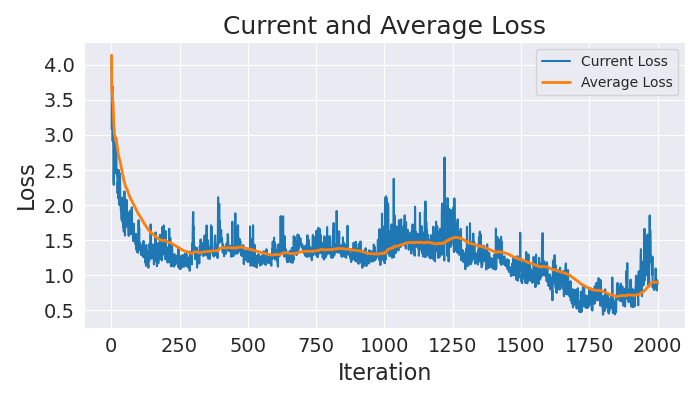 Current and Average Loss
Current Loss
Average Loss
4.0
3.5
3.0
2.5
2.0
1.5
1.0
0.5
Loss
0 250 500 750 1000 1250 1500 1750 2000
Iteration